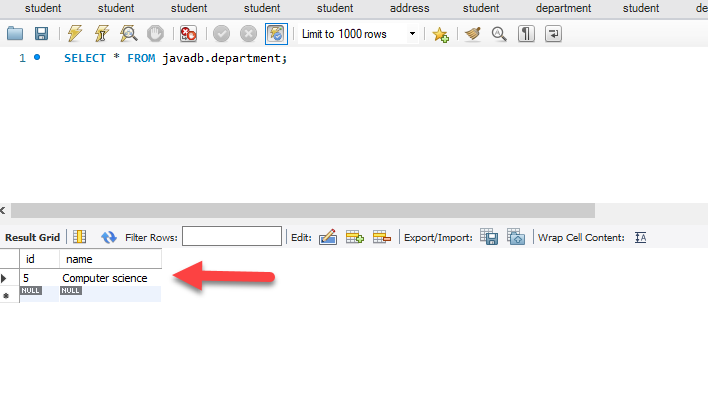 student student student student student address student department student de
Limit to 1000 rows
1 SELECT * FROM javadb.department;
Result Grid Filter Rows: Edit: Export/Import: Wrap Cell Content:
id name
5 Computer science
NULL NULL